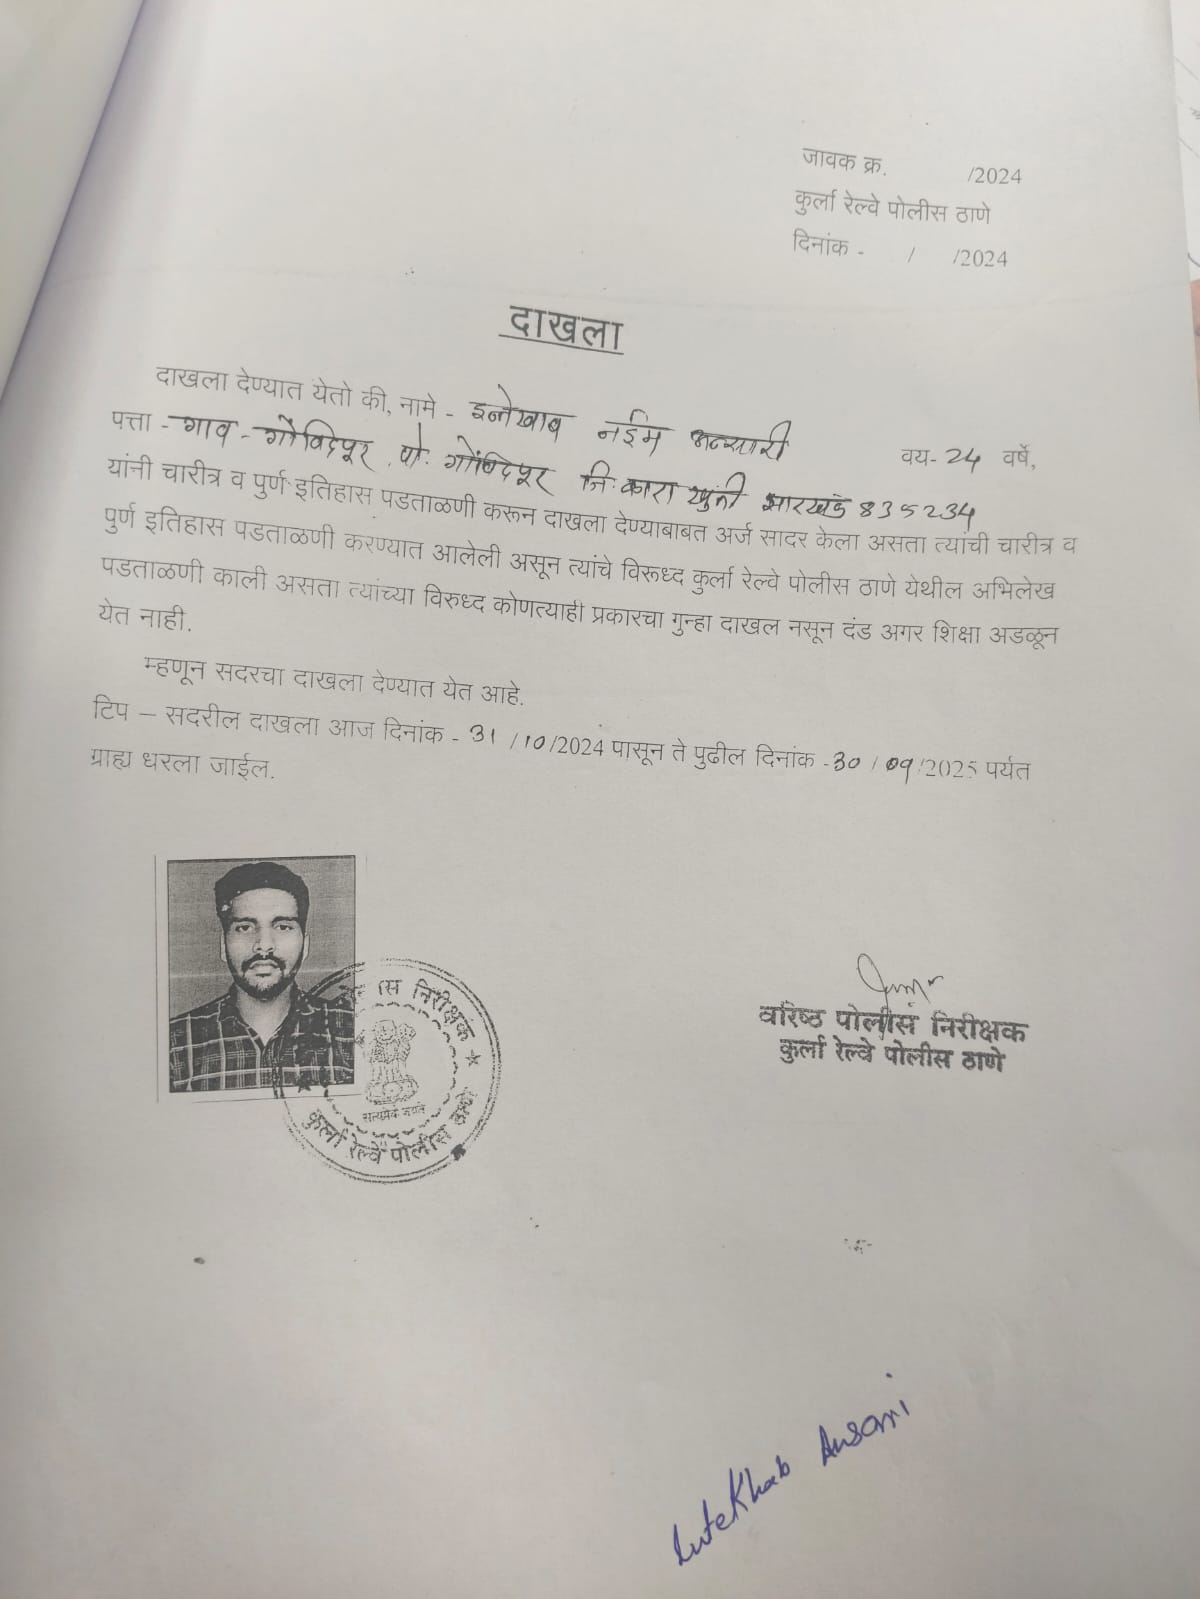 जावक क्र. /2024
कुर्ला रेल्वे पोलीस ठाणे
दिनांक - / /2024
दाखला
दाखला देण्यात येतो की, नामे - इन्तेखाब नईम अन्सारी वय- 24 वर्षे,
पत्ता - गाव - गोविंदपूर पो. गोविंदपूर जि. कारा खुंटी झारखंड 835234
यांनी चारीत्र व पुर्ण इतिहास पडताळणी करून दाखला देण्याबाबत अर्ज सादर केला असता त्यांची चारीत्र व
पुर्ण इतिहास पडताळणी करण्यात आलेली असून त्यांचे विरूध्द कुर्ला रेल्वे पोलीस ठाणे येथील अभिलेख
पडताळणी काली असता त्यांच्या विरुध्द कोणत्याही प्रकारचा गुन्हा दाखल नसून दंड अगर शिक्षा अडळून
येत नाही.
म्हणून सदरचा दाखला देण्यात येत आहे.
टिप – सदरील दाखला आज दिनांक - 31 /10/2024 पासून ते पुढील दिनांक -30 / 09 /2025 पर्यत
ग्राह्य धरला जाईल.
निरीक्षक
सत्यमेव जयते
कुर्ला रेल्वे पोलीस ठाणे
वरिष्ठ पोलीस निरीक्षक
कुर्ला रेल्वे पोलीस ठाणे
Intekhab Ansari